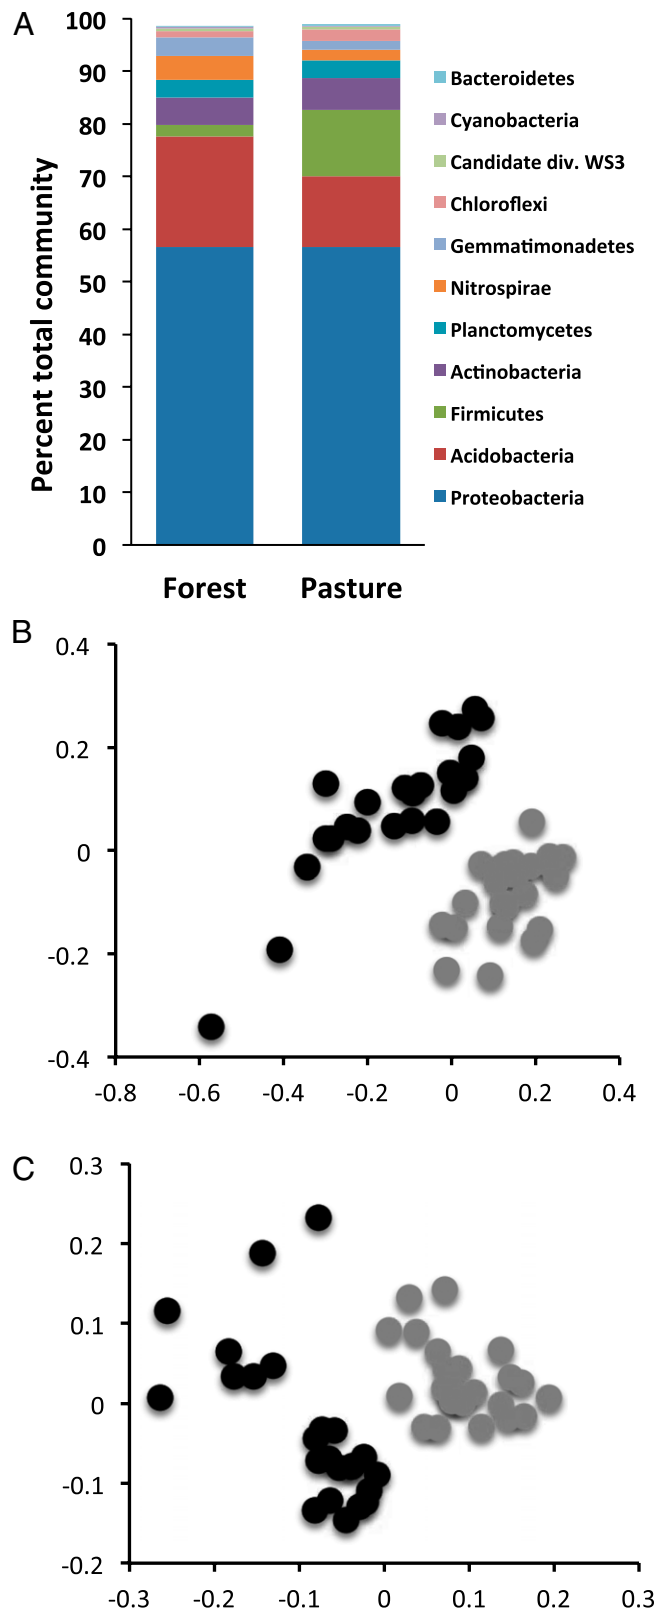 A
Percent total community
100
90
80
70
60
50
40
30
20
10
0
Forest Pasture
Bacteroidetes
Cyanobacteria
Candidate div. WS3
Chloroflexi
Gemmatimonadetes
Nitrospirae
Planctomycetes
Actinobacteria
Firmicutes
Acidobacteria
Proteobacteria
B
0.4
0.2
0
-0.2
-0.4
-0.8 -0.6 -0.4 -0.2 0 0.2 0.4
C
0.3
0.2
0.1
0
-0.1
-0.2
-0.3 -0.2 -0.1 0 0.1 0.2 0.3